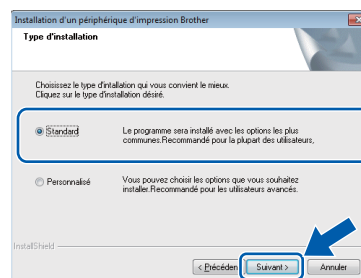 Installation d'un périphérique d'impression Brother
Type d'installation
Choisissez le type d'intallation qui vous convient le mieux.
Cliquez sur le type d'installation désiré.
Standard
Le programme sera installé avec les options les plus
communes.Recommandé pour la plupart des utilisateurs,
Personnalisé
Vous pouvez choisir les options que vous souhaitez
installer.Recommandé pour les utilisateurs avancés.
InstallShield
< Précéden
Suivant >
Annuler